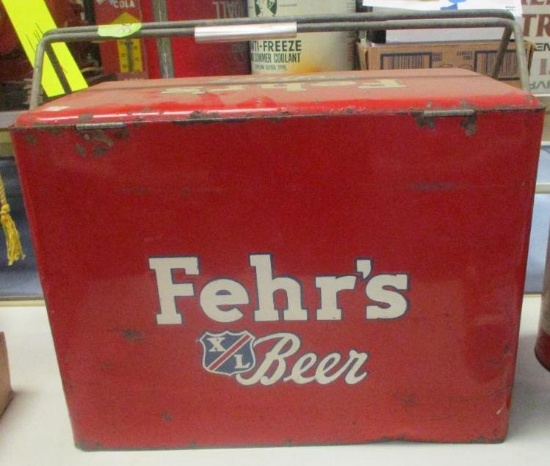 COLA
ANTI-FREEZE
SUMMER COOLANT
Fehr's
XL Beer